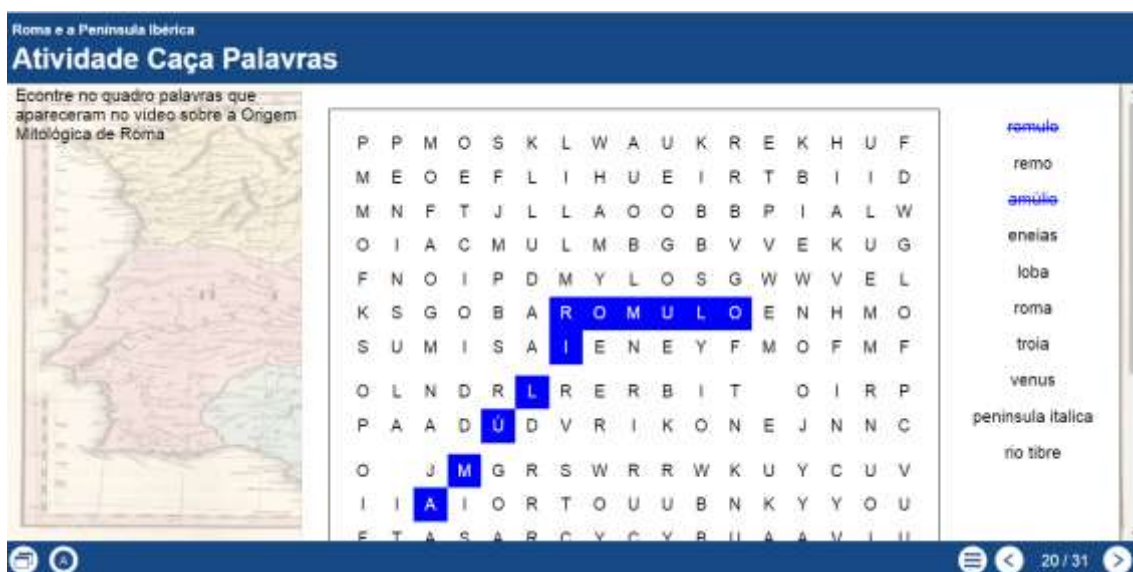 Roma e a Península Ibérica
Atividade Caça Palavras
Econtre no quadro palavras que
apareceram no vídeo sobre a Origem
Mitológica de Roma
P P M O S K L W A U K R E K H U F
M E O E F L I H U E I R T B I I D
M N F T J L L A O O B B P I A L W
O I A C M U L M B G B V V E K U G
F N O I P D M Y L O S G W W V E L
K S G O B A R O M U L O E N H M O
S U M I S A I E N E Y F M O F M F
O L N D R L R E R B I T O I R P
P A A D Ú D V R I K O N E J N N C
O J M G R S W R R W K U Y C U V
I I A I O R T O U U B N K Y Y O U
E T A S A R C Y C Y B U A A V I U
romulo
remo
amúlio
eneias
loba
roma
troia
venus
peninsula italica
rio tibre
A
20 / 31